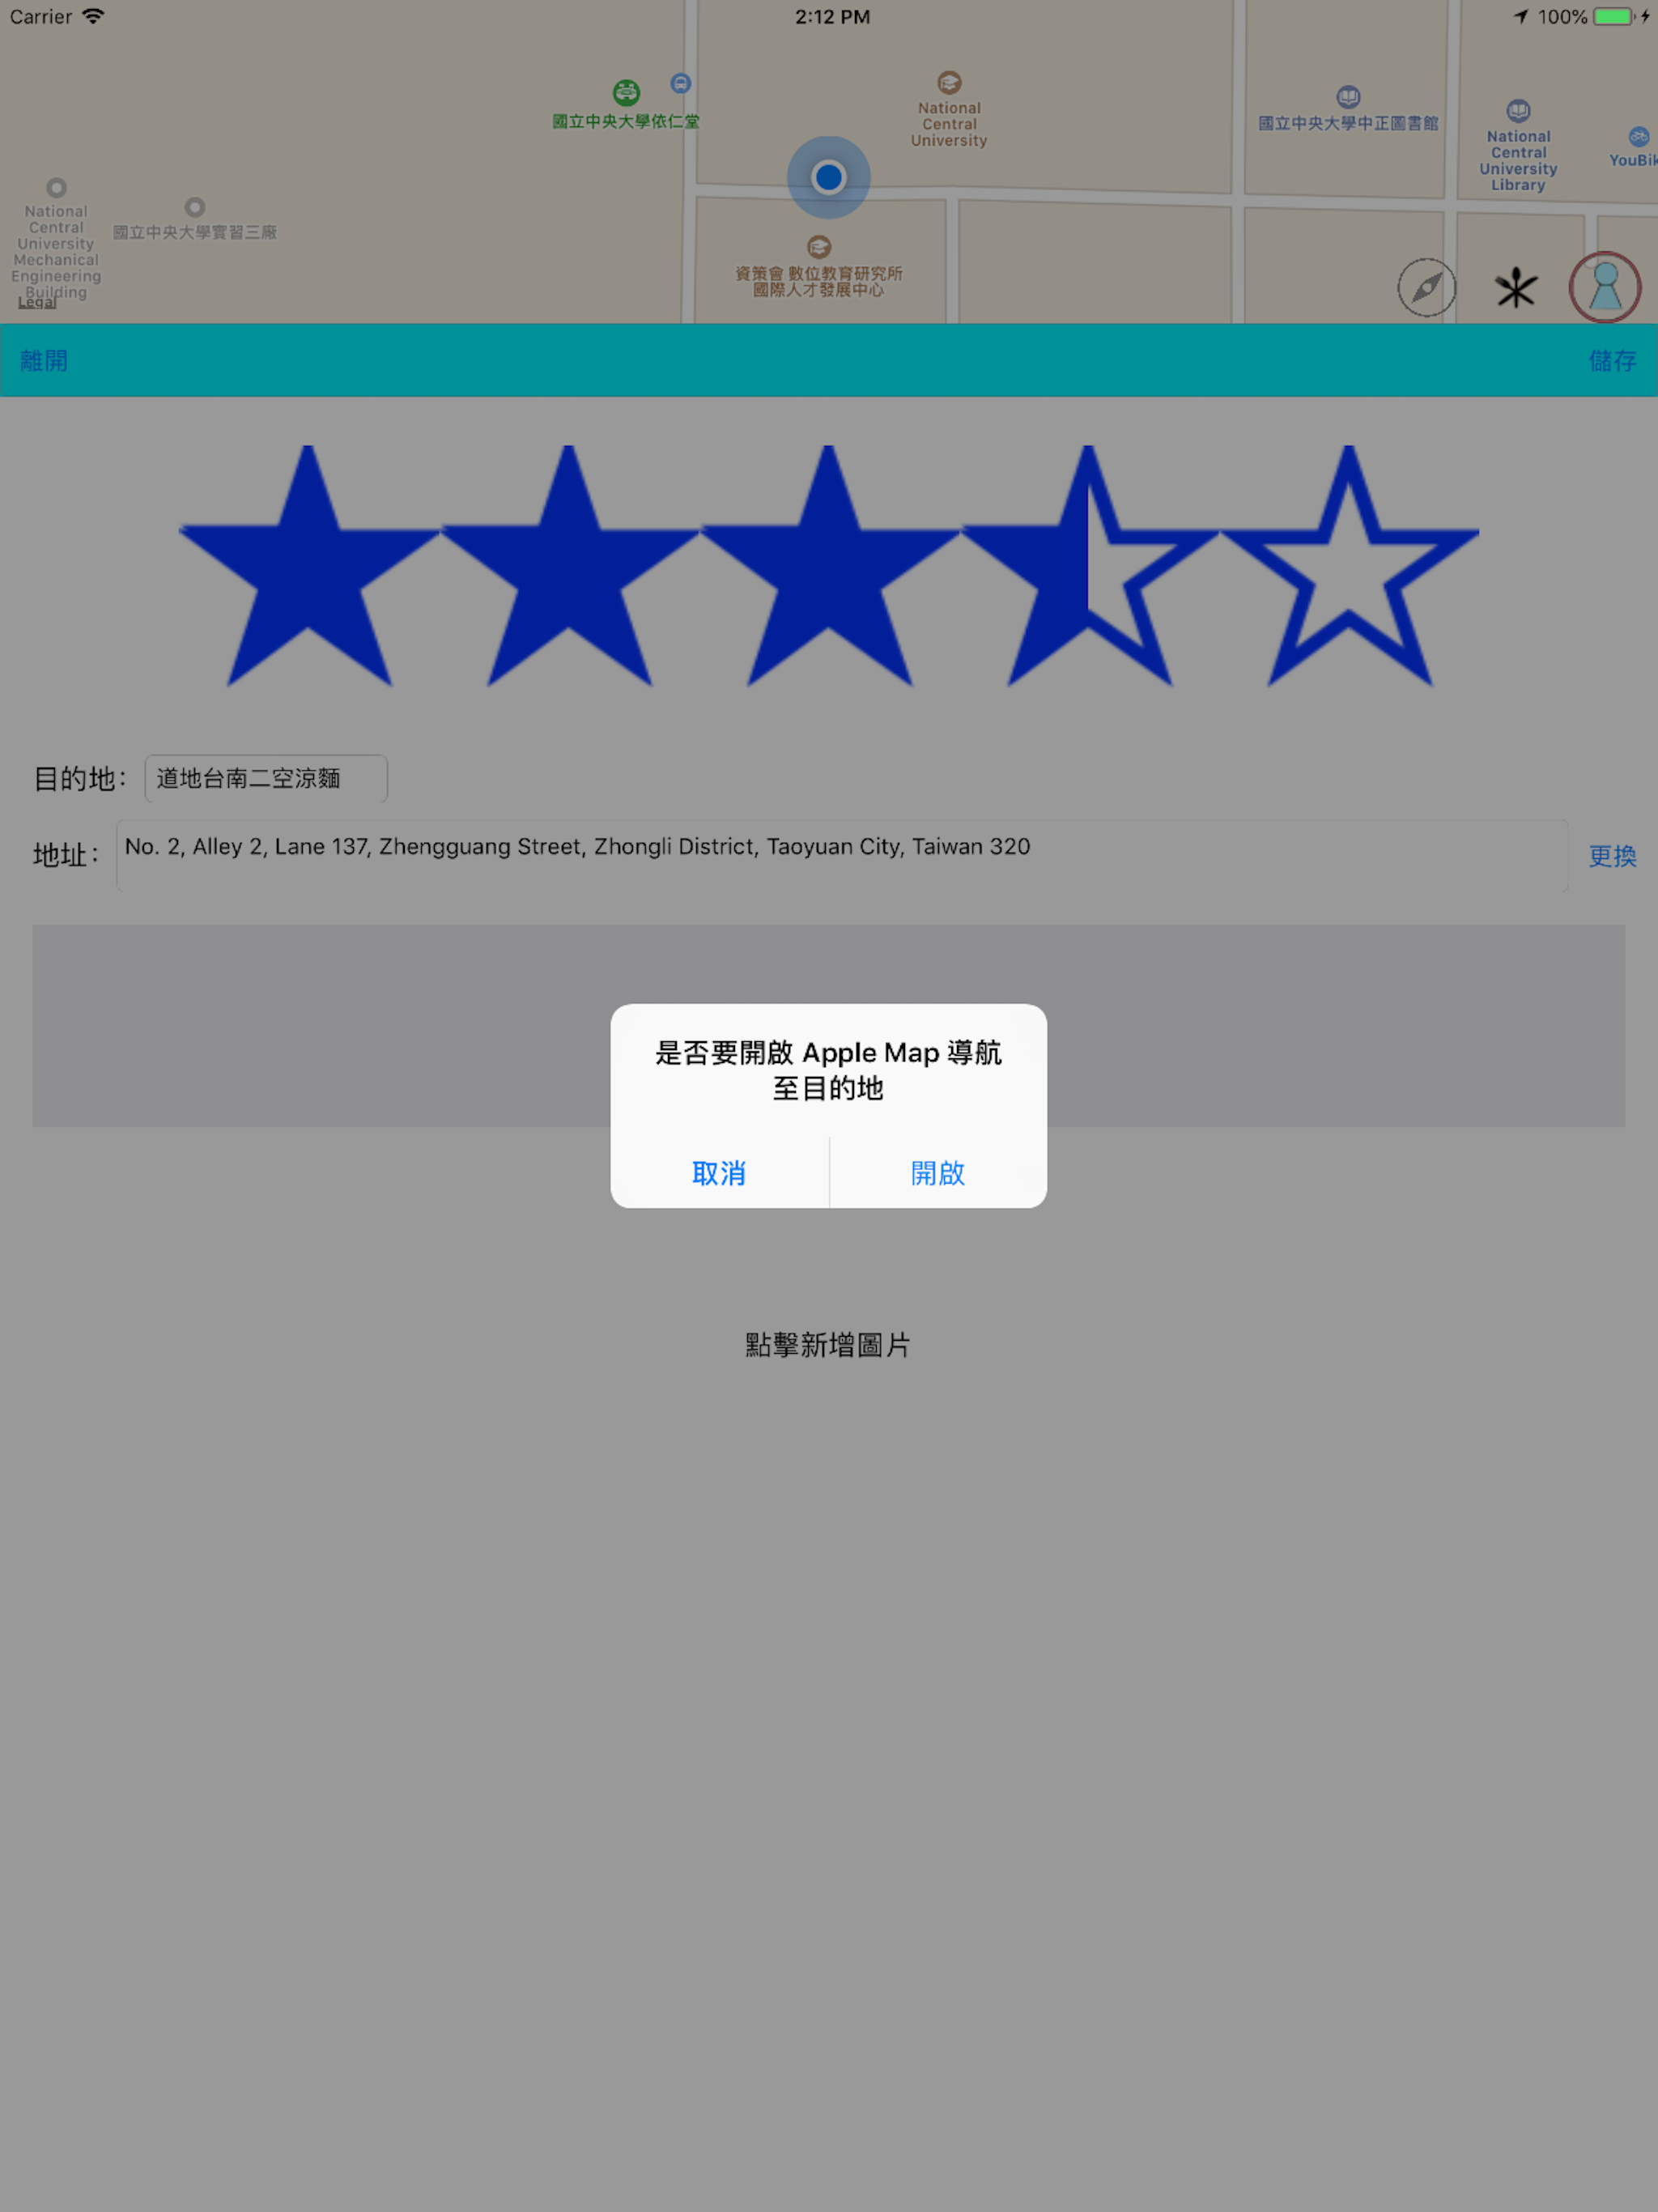 Carrier
2:12 PM
100%
國立中央大學依仁堂
National
Central
University
國立中央大學中正圖書館
National
Central
University
Library
YouBik
National
Central
University
Mechanical
Engineering
Building
國立中央大學實習三廠
資策會 數位教育研究所
國際人才發展中心
Legal
離開
儲存
目的地：
道地台南二空涼麵
地址：
No. 2, Alley 2, Lane 137, Zhengguang Street, Zhongli District, Taoyuan City, Taiwan 320
更換
是否要開啟 Apple Map 導航
至目的地
取消
開啟
點擊新增圖片